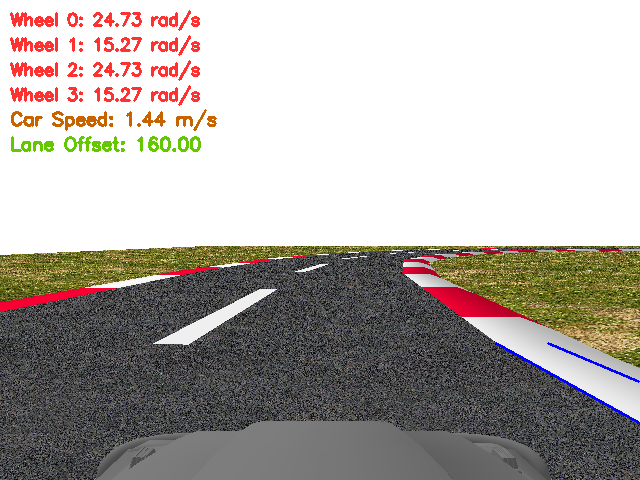 Wheel 0: 24.73 rad/s
Wheel 1: 15.27 rad/s
Wheel 2: 24.73 rad/s
Wheel 3: 15.27 rad/s
Car Speed: 1.44 m/s
Lane Offset: 160.00